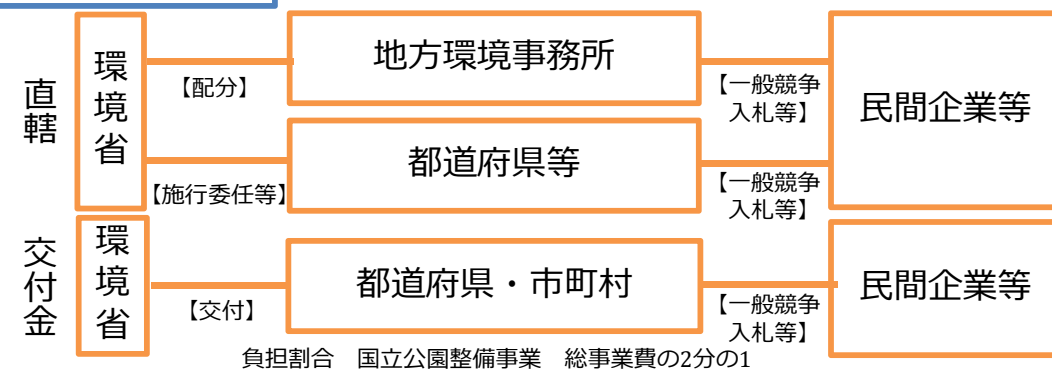 直轄
環境省
【配分】
地方環境事務所
【一般競争
入札等】
民間企業等
【施行委任等】
都道府県等
【一般競争
入札等】
交付金
環境省
【交付】
都道府県・市町村
【一般競争
入札等】
民間企業等
負担割合　国立公園整備事業　総事業費の2分の1